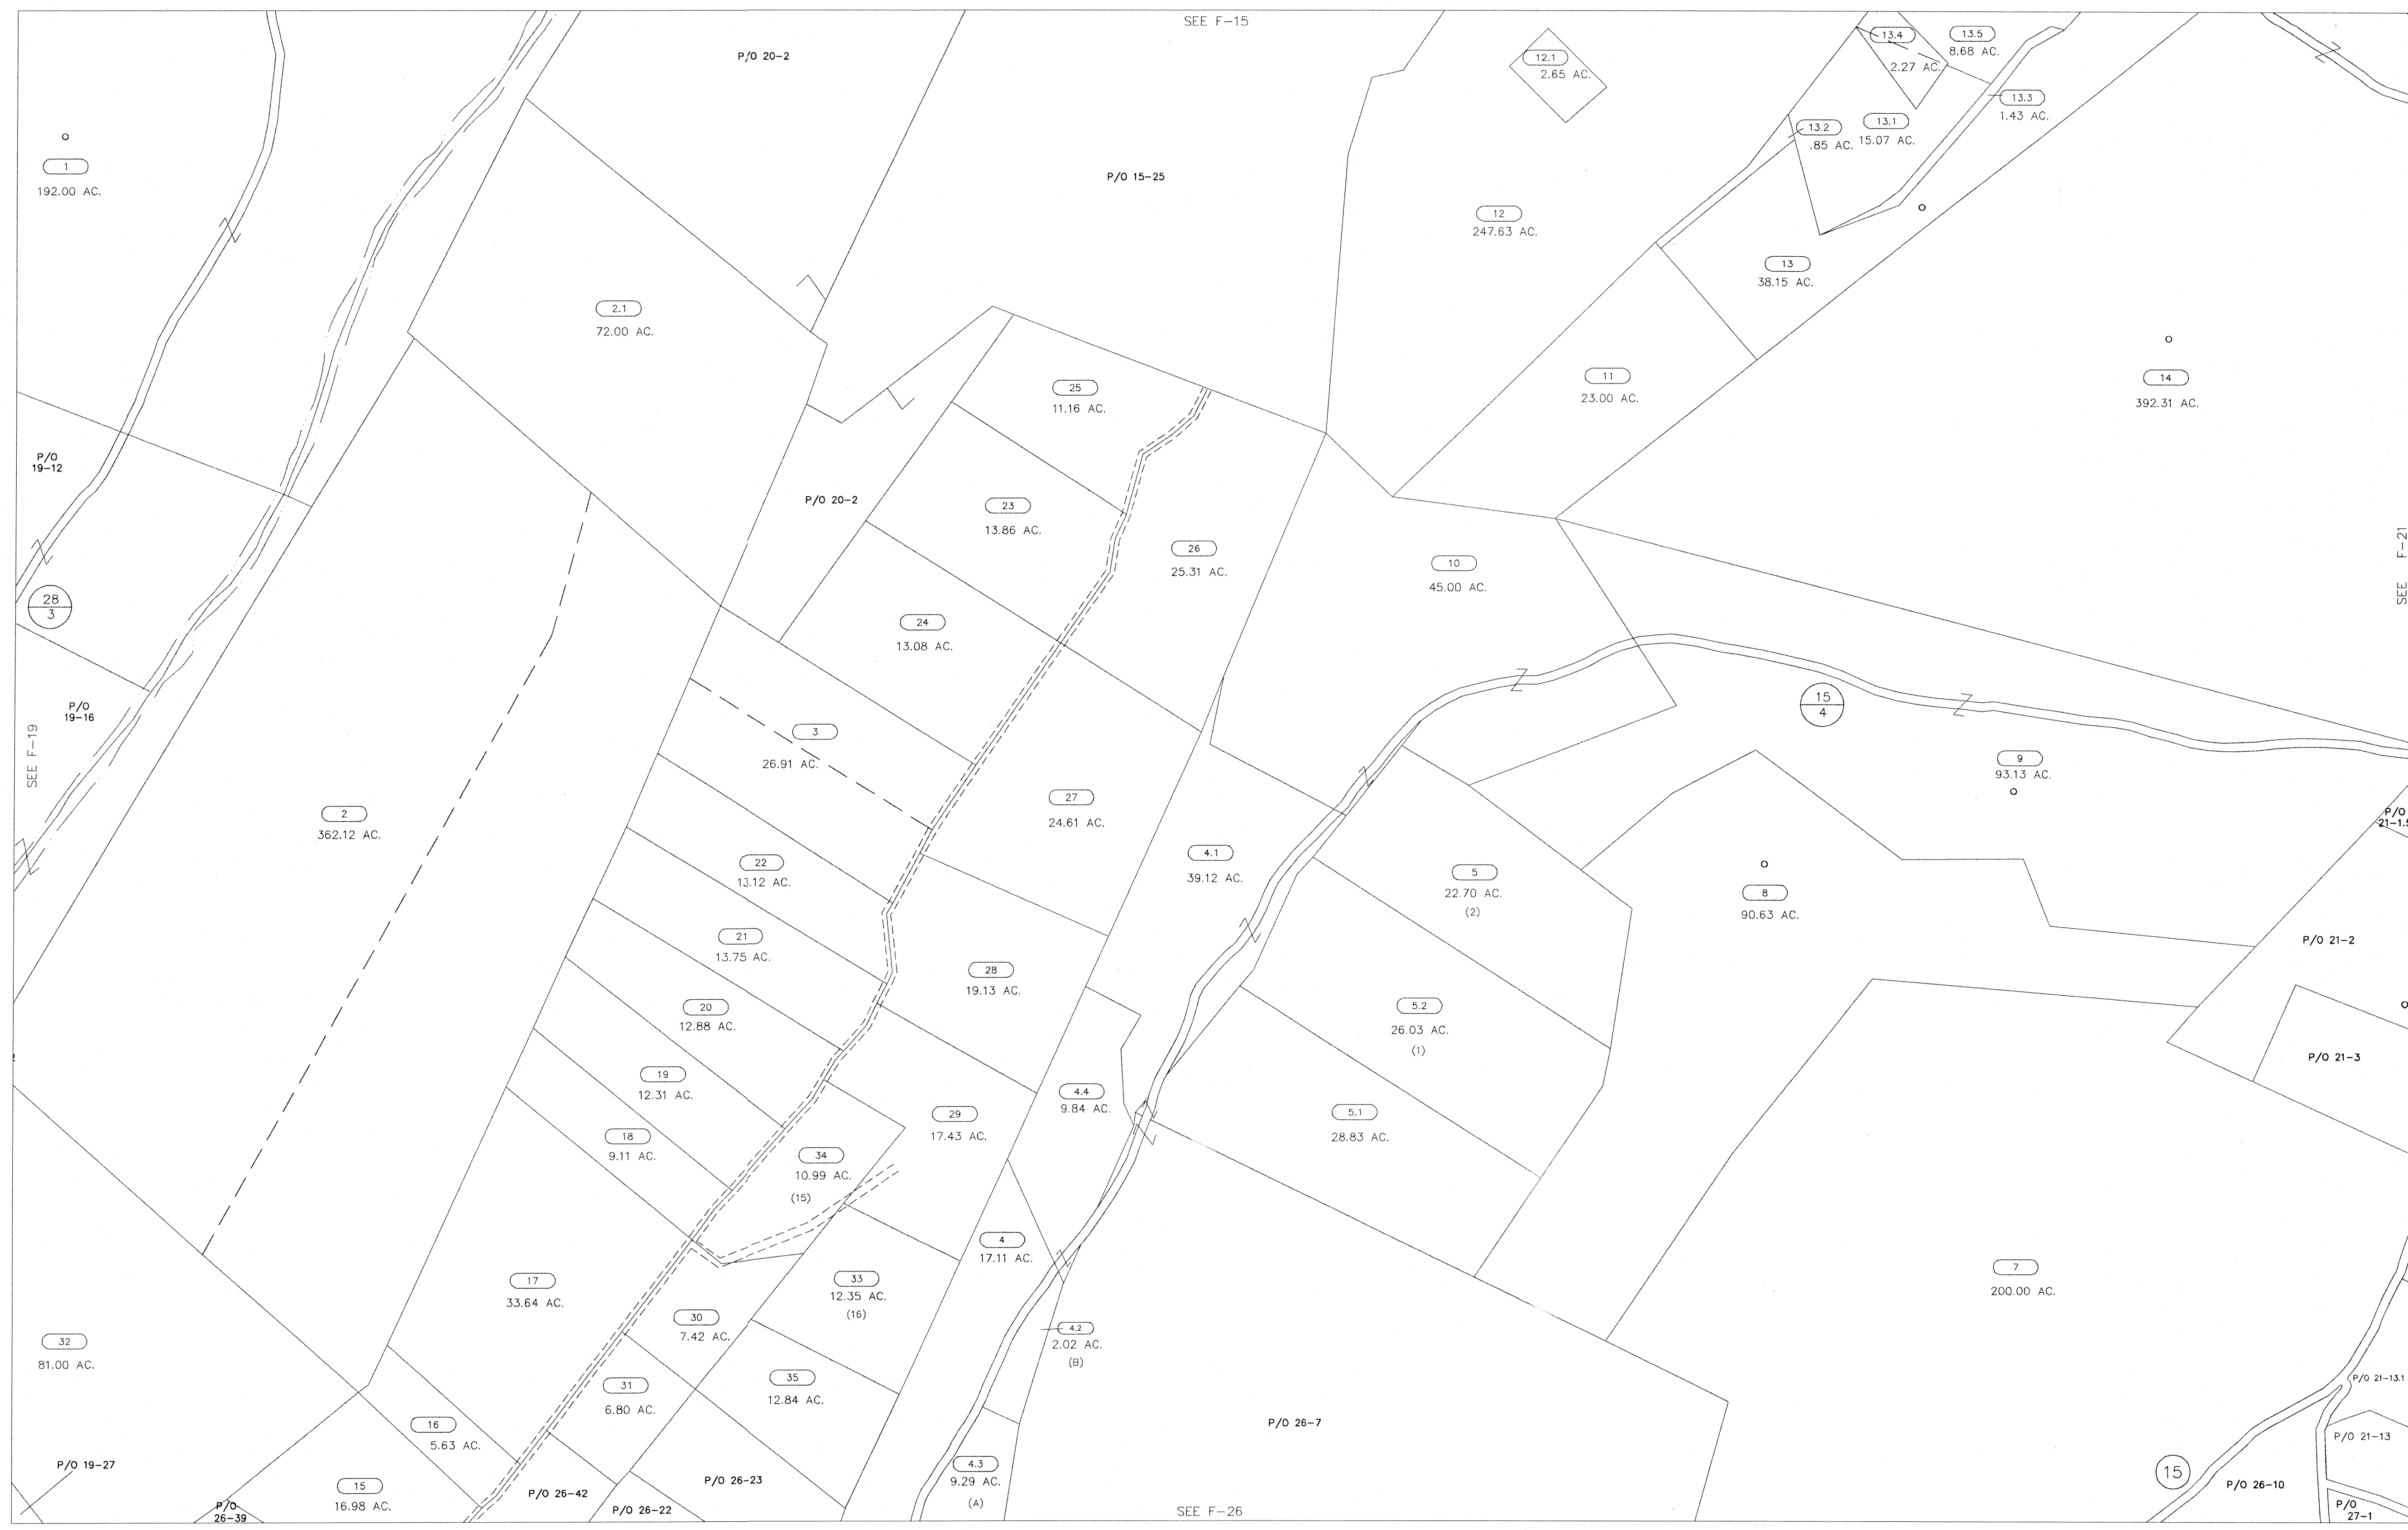 SEE F-15
P/O 20-2
12.1
2.65 AC.
13.4
2.27 AC.
13.5
8.68 AC.
13.3
1.43 AC.
13.2
.85 AC.
13.1
15.07 AC.
1
192.00 AC.
P/O 15-25
12
247.63 AC.
13
38.15 AC.
2.1
72.00 AC.
25
11.16 AC.
11
23.00 AC.
14
392.31 AC.
P/O
19-12
P/O 20-2
23
13.86 AC.
26
25.31 AC.
10
45.00 AC.
SEE F-21
28
3
24
13.08 AC.
P/O
19-16
SEE F-19
3
26.91 AC.
15
4
9
93.13 AC.
2
362.12 AC.
27
24.61 AC.
P/O
22
13.12 AC.
4.1
39.12 AC.
5
22.70 AC.
(2)
8
90.63 AC.
21
13.75 AC.
28
19.13 AC.
P/O 21-2
20
12.88 AC.
5.2
26.03 AC.
(1)
P/O 21-3
19
12.31 AC.
4.4
9.84 AC.
29
17.43 AC.
5.1
28.83 AC.
18
9.11 AC.
34
10.99 AC.
(15)
4
17.11 AC.
17
33.64 AC.
33
12.35 AC.
(16)
7
200.00 AC.
30
7.42 AC.
4.2
2.02 AC.
(B)
32
81.00 AC.
31
6.80 AC.
35
12.84 AC.
P/O 21-13.1
16
5.63 AC.
P/O 26-7
P/O 21-13
P/O 19-27
15
16.98 AC.
P/O 26-42
P/O 26-23
4.3
9.29 AC.
(A)
15
P/O 26-10
P/O
26-39
P/O 26-22
SEE F-26
P/O
27-1